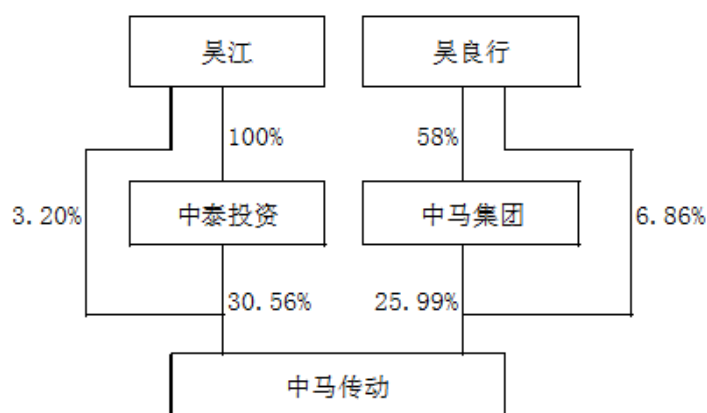 吴江
吴良行
100%
58%
3.20%
中泰投资
中马集团
6.86%
30.56%
25.99%
中马传动